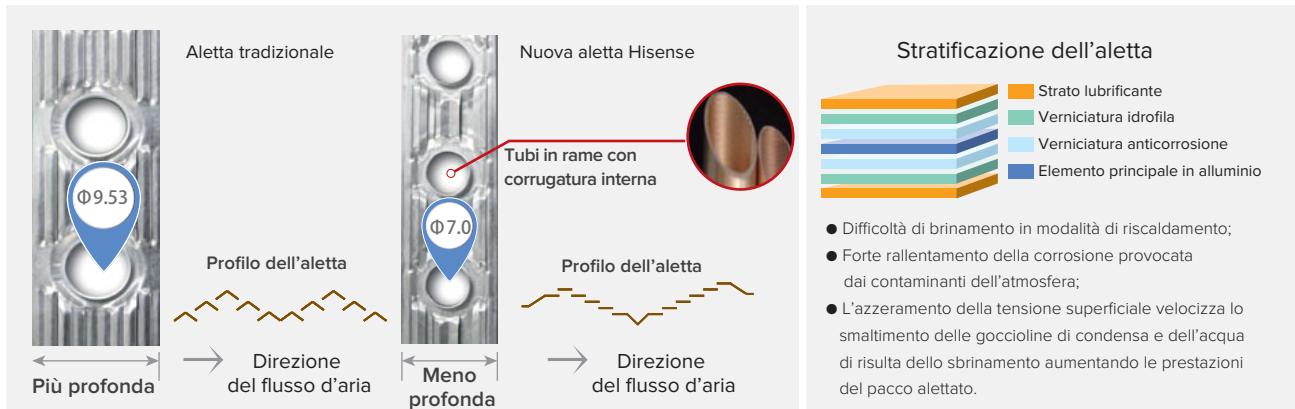 Aletta tradizionale
Φ9.53
Profilo dell'aletta
Più profonda
Direzione
del flusso d'aria
Nuova aletta Hisense
Tubi in rame con
corrugatura interna
Φ7.0
Profilo dell'aletta
Meno
profonda
Direzione
del flusso d'aria
Stratificazione dell'aletta
Strato lubrificante
Verniciatura idrofila
Verniciatura anticorrosione
Elemento principale in alluminio
● Difficoltà di brinamento in modalità di riscaldamento;
● Forte rallentamento della corrosione provocata
dai contaminanti dell'atmosfera;
● L'azzeramento della tensione superficiale velocizza lo
smaltimento delle goccioline di condensa e dell'acqua
di risulta dello sbrinamento aumentando le prestazioni
del pacco alettato.